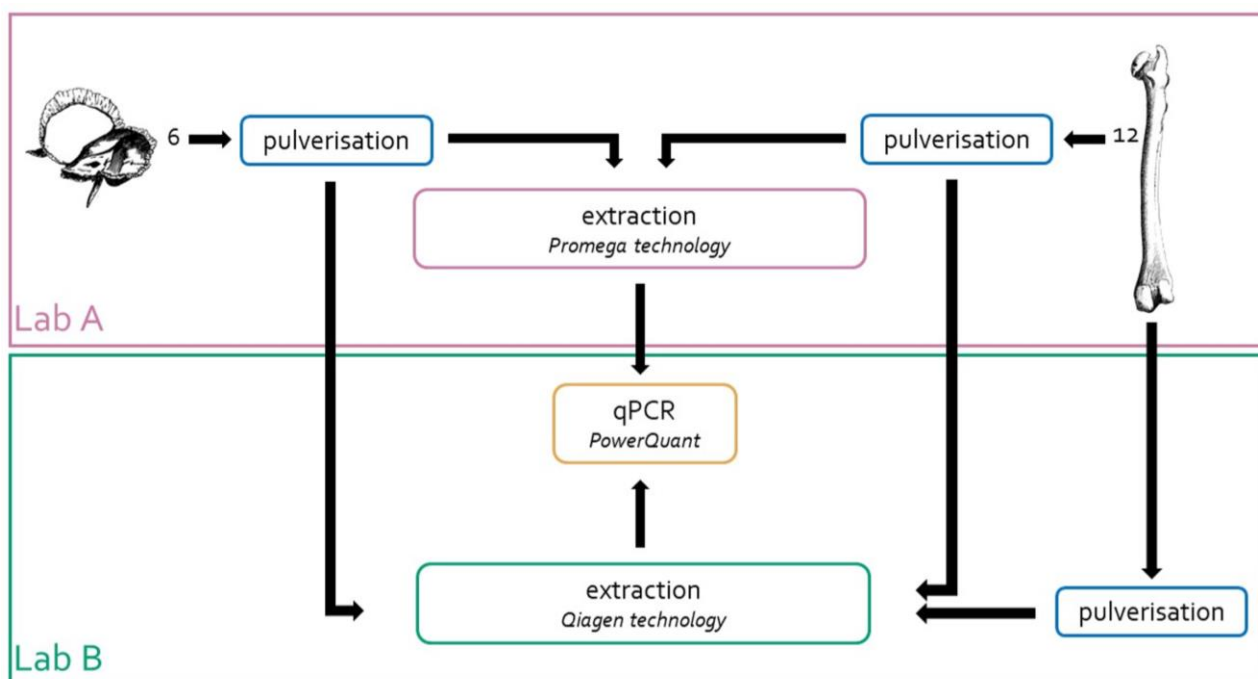 6
pulverisation
pulverisation
12
extraction
Promega technology
Lab A
qPCR
PowerQuant
extraction
Qiagen technology
pulverisation
Lab B